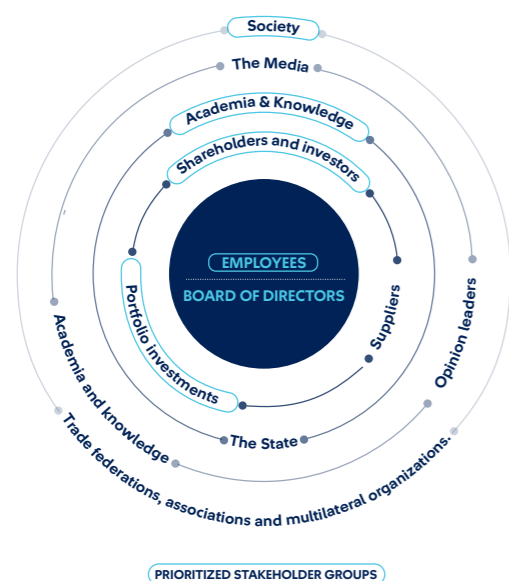 Society
The Media
Academia & Knowledge
Shareholders and investors
EMPLOYEES
BOARD OF DIRECTORS
Portfolio investments
Suppliers
Opinion leaders
The State
Academia and knowledge
Trade federations, associations and multilateral organizations.
PRIORITIZED STAKEHOLDER GROUPS